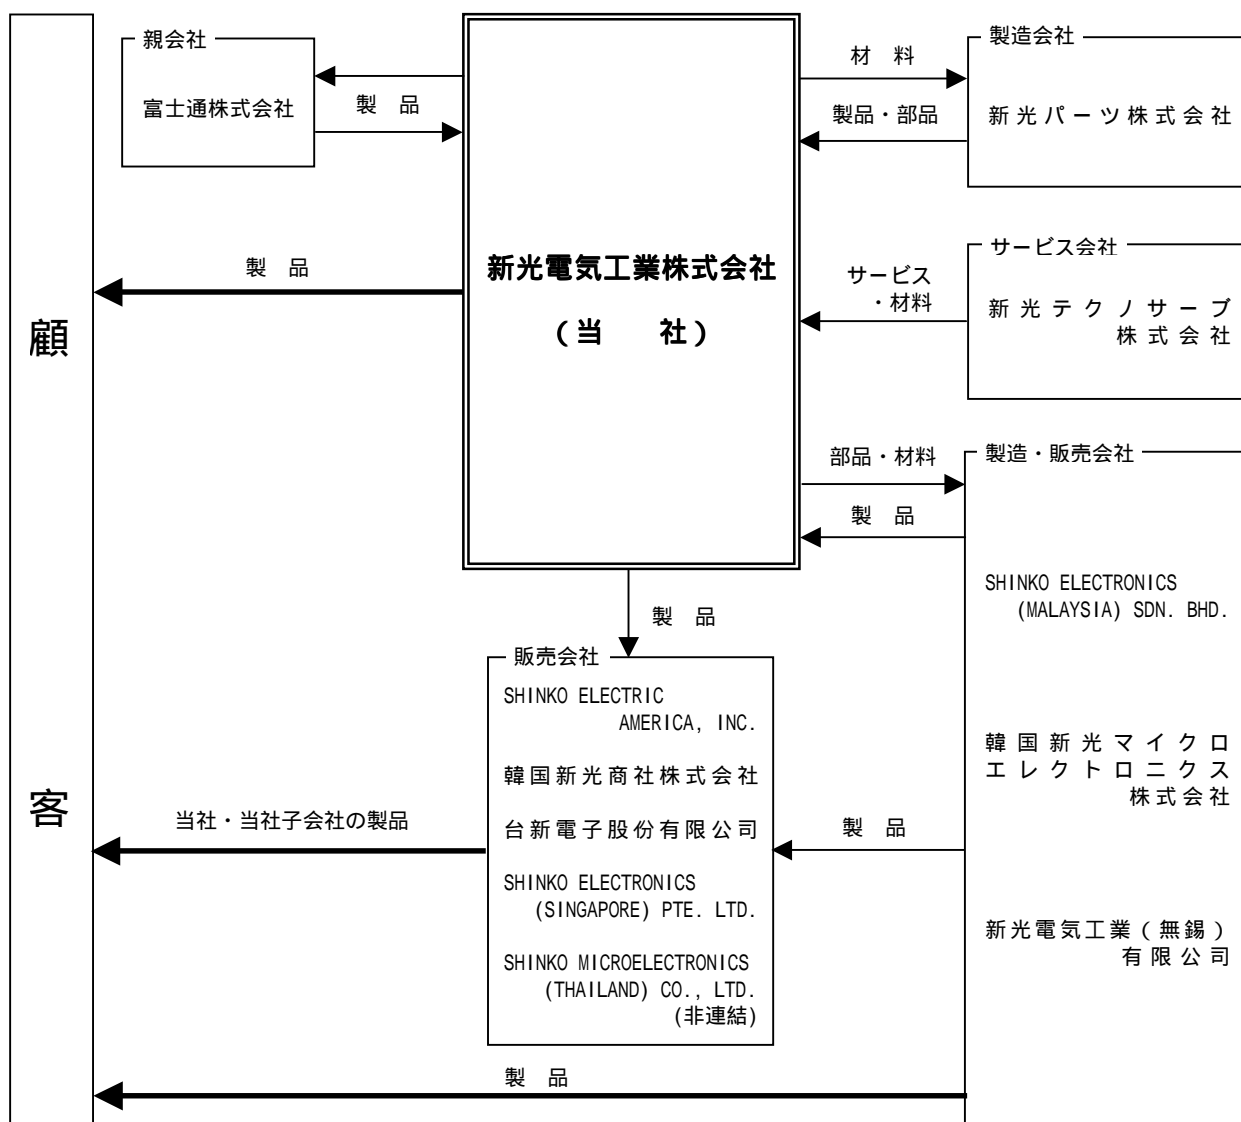 顧
客
親会社
富士通株式会社
製　品
新光電気工業株式会社
（当　　社）
材　料
製品・部品
製造会社
新光パーツ株式会社
製　品
サービス
・材料
サービス会社
新光テクノサーブ
株式会社
部品・材料
製　品
製造・販売会社
SHINKO ELECTRONICS
(MALAYSIA) SDN. BHD.
韓国新光マイクロ
エレクトロニクス
株式会社
新光電気工業（無錫）
有限公司
製　品
販売会社
SHINKO ELECTRIC
AMERICA, INC.
韓国新光商社株式会社
台新電子股份有限公司
SHINKO ELECTRONICS
(SINGAPORE) PTE. LTD.
SHINKO MICROELECTRONICS
(THAILAND) CO., LTD.
(非連結)
当社・当社子会社の製品
製　品
製　品